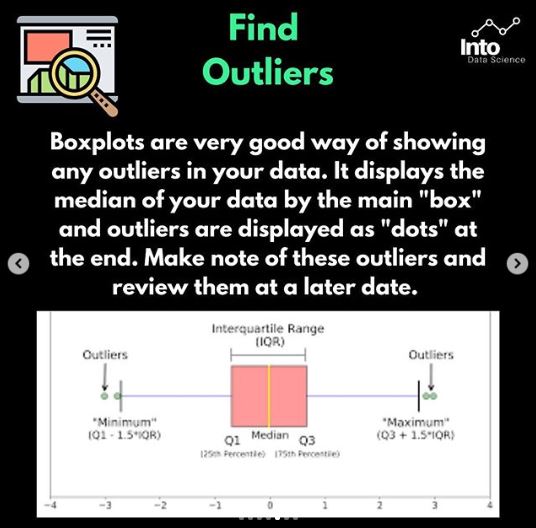 Find
Outliers
Into
Data Science
Boxplots are very good way of showing
any outliers in your data. It displays the
median of your data by the main "box"
and outliers are displayed as "dots" at
the end. Make note of these outliers and
review them at a later date.
Interquartile Range
(IQR)
Outliers
Outliers
"Minimum"
(Q1 - 1.5*IQR)
Q1
(25th Percentile)
Median
Q3
(75th Percentile)
"Maximum"
(Q3 + 1.5*IQR)
−4 −3 −2 −1 0 1 2 3 4